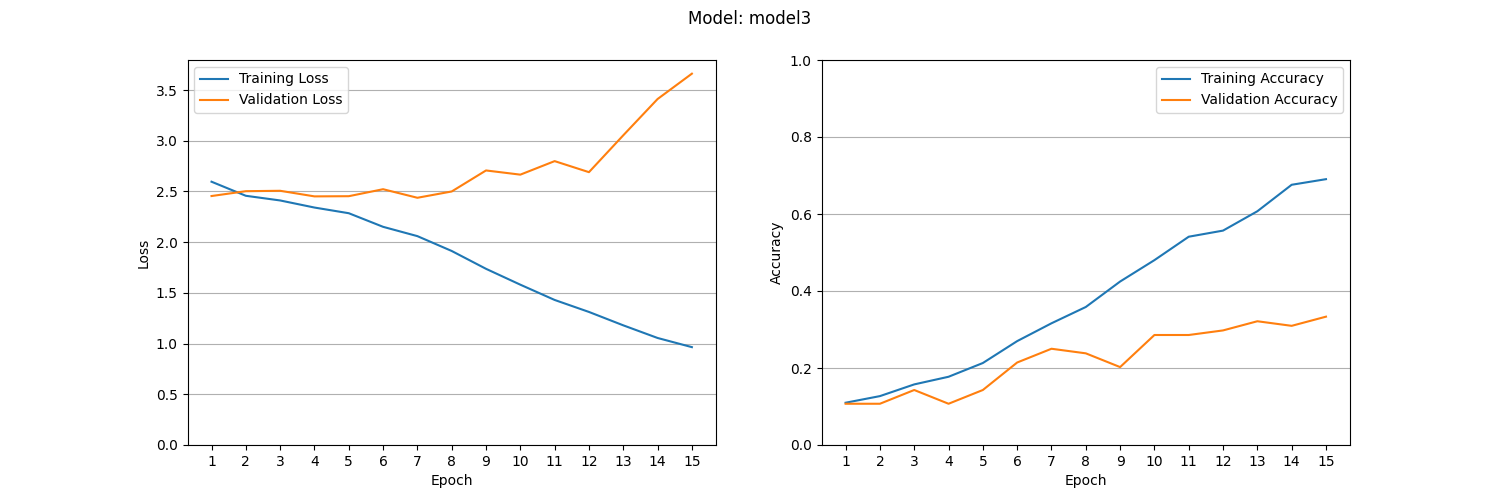 Model: model3
Training Loss
Validation Loss
3.5
3.0
2.5
2.0
1.5
1.0
0.5
0.0
Loss
1 2 3 4 5 6 7 8 9 10 11 12 13 14 15
Epoch
Training Accuracy
Validation Accuracy
1.0
0.8
0.6
0.4
0.2
0.0
Accuracy
1 2 3 4 5 6 7 8 9 10 11 12 13 14 15
Epoch